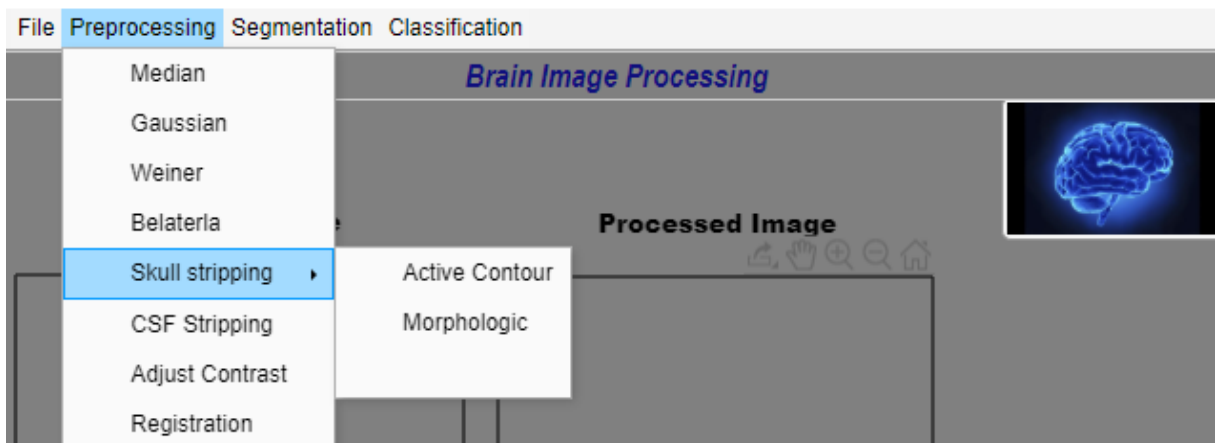 File Preprocessing Segmentation Classification
Brain Image Processing
Median
Gaussian
Weiner
Belaterla
Processed Image
Skull stripping
Active Contour
CSF Stripping
Morphologic
Adjust Contrast
Registration